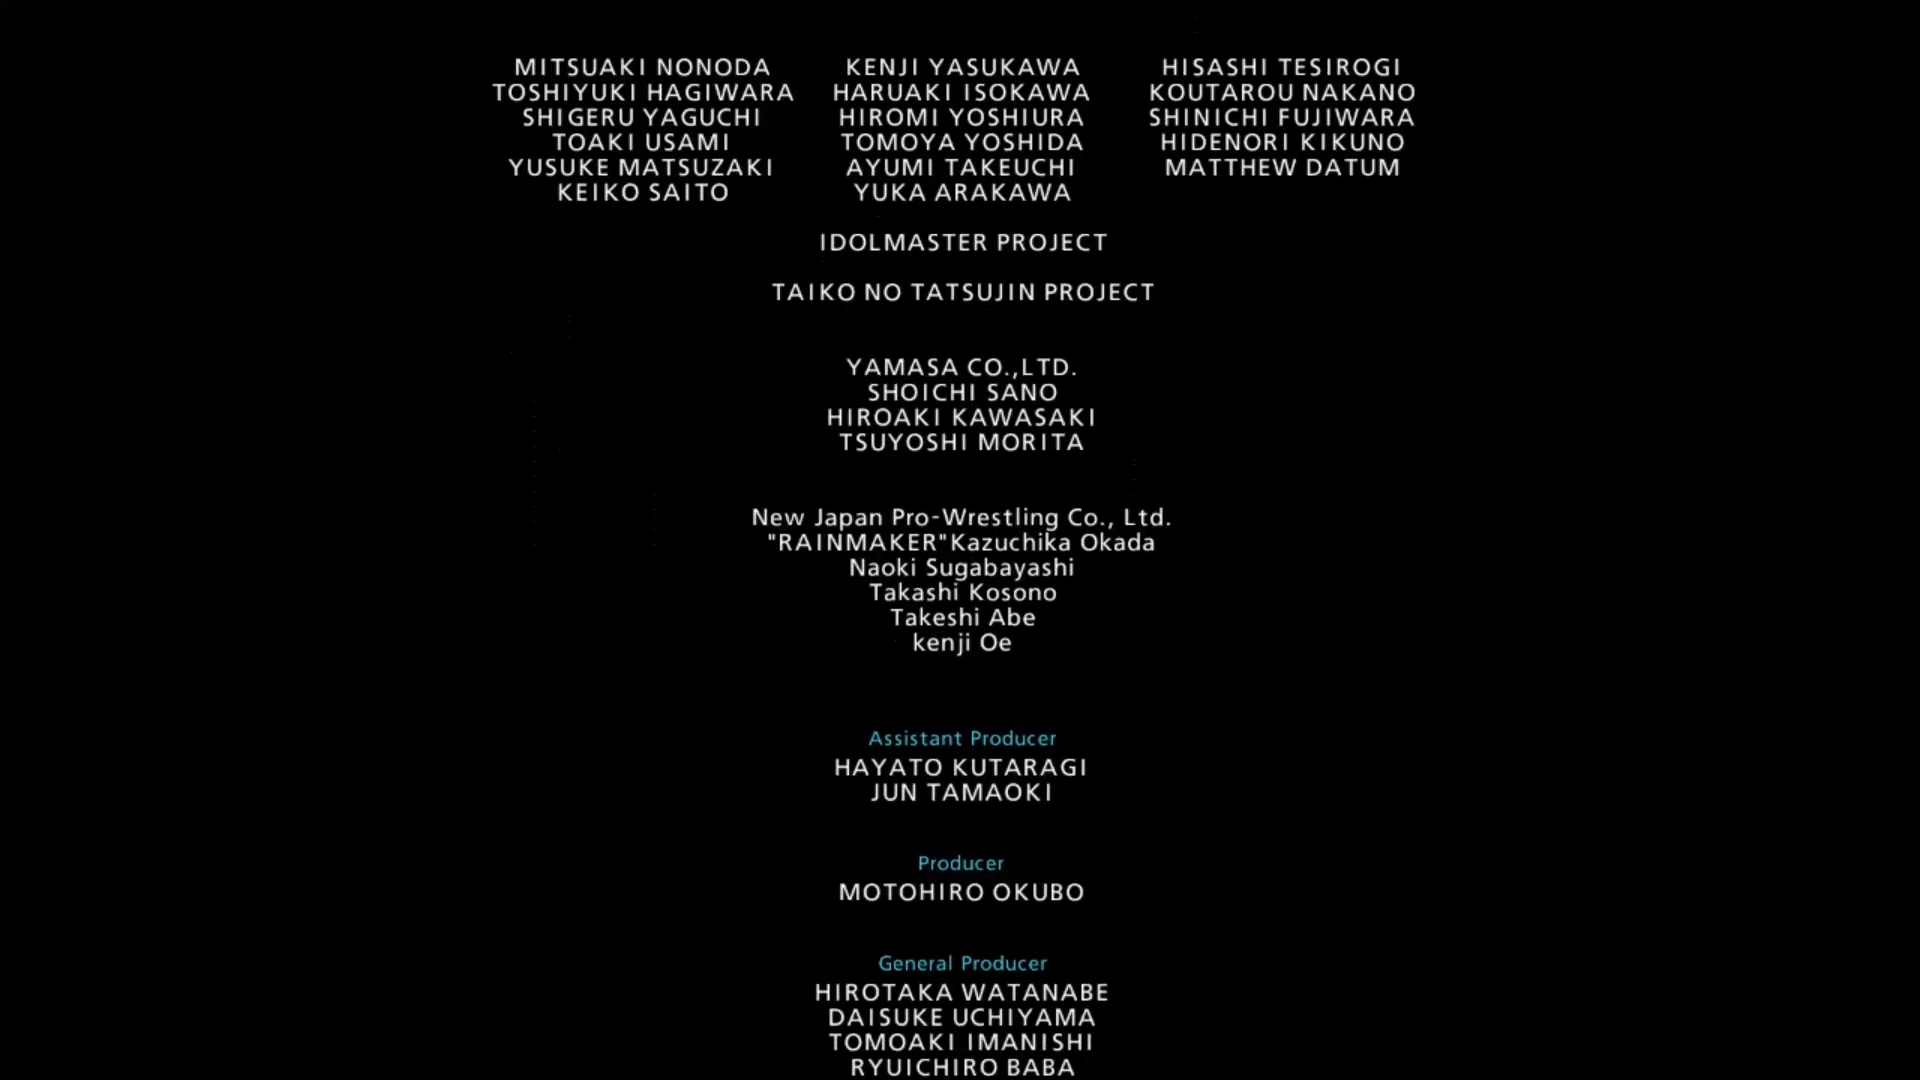 MITSUAKI NONODA KENJI YASUKAWA HISASHI TESIROGI
TOSHIYUKI HAGIWARA HARUAKI ISOKAWA KOUTAROU NAKANO
SHIGERU YAGUCHI HIROMI YOSHIURA SHINICHI FUJIWARA
TOAKI USAMI TOMOYA YOSHIDA HIDENORI KIKUNO
YUSUKE MATSUZAKI AYUMI TAKEUCHI MATTHEW DATUM
KEIKO SAITO YUKA ARAKAWA
IDOLMASTER PROJECT
TAIKO NO TATSUJIN PROJECT
YAMASA CO.,LTD.
SHOICHI SANO
HIROAKI KAWASAKI
TSUYOSHI MORITA
New Japan Pro-Wrestling Co., Ltd.
"RAINMAKER"Kazuchika Okada
Naoki Sugabayashi
Takashi Kosono
Takeshi Abe
kenji Oe
Assistant Producer
HAYATO KUTARAGI
JUN TAMAOKI
Producer
MOTOHIRO OKUBO
General Producer
HIROTAKA WATANABE
DAISUKE UCHIYAMA
TOMOAKI IMANISHI
RYUICHIRO BABA